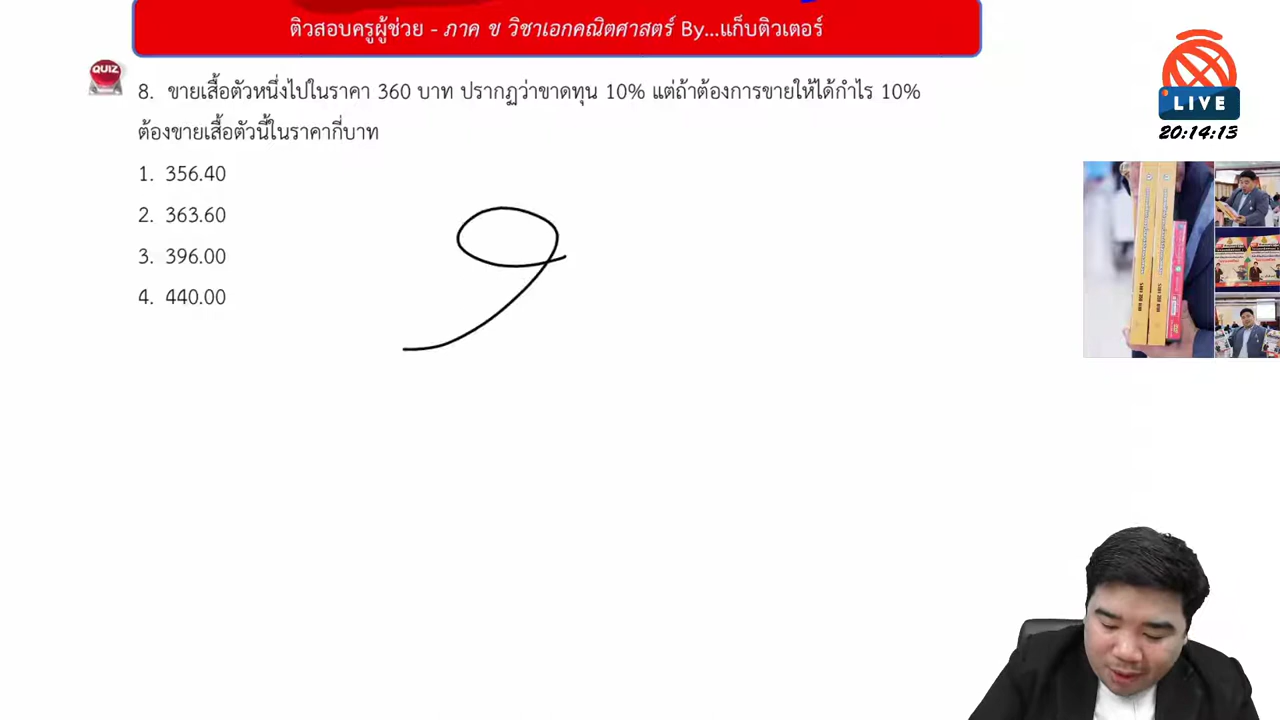 ติวสอบครูผู้ช่วย - ภาค ข วิชาเอกคณิตศาสตร์ By...แก็บติวเตอร์
QUIZ
8. ขายเสื้อตัวหนึ่งไปในราคา 360 บาท ปรากฏว่าขาดทุน 10% แต่ถ้าต้องการขายให้ได้กำไร 10%
ต้องขายเสื้อตัวนี้ในราคากี่บาท
1. 356.40
2. 363.60
3. 396.00
4. 440.00
LIVE
20:14:13